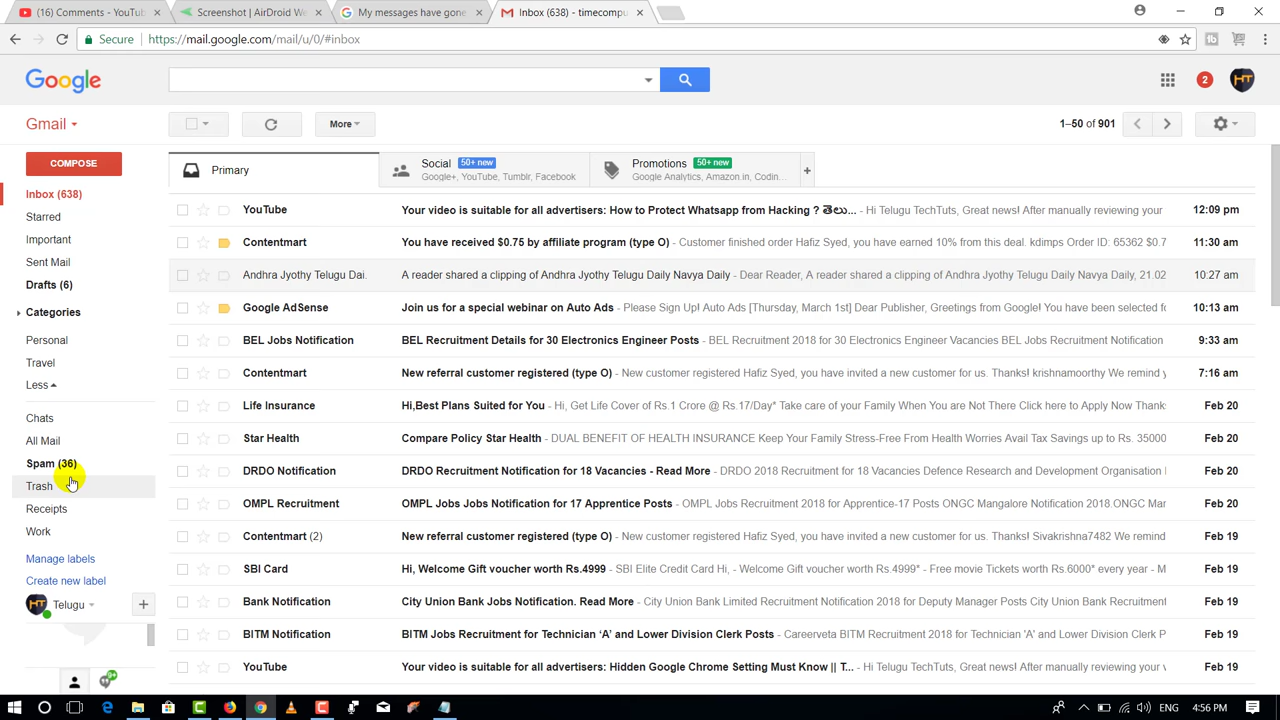 (16) Comments - YouTu
Screenshot | AirDroid We
My messages have gone
Inbox (638) - timecompu
Secure
https://mail.google.com/mail/u/0/#inbox
Google
2
HT
Gmail
More
1–50 of 901
COMPOSE
Primary
Social 50+ new
Google+, YouTube, Tumblr, Facebook
Promotions 50+ new
Google Analytics, Amazon.in, Codin...
Inbox (638)
Starred
Important
Sent Mail
Drafts (6)
Categories
Personal
Travel
Less
Chats
All Mail
Spam (36)
Trash
Receipts
Work
Manage labels
Create new label
HT Telugu
YouTube Your video is suitable for all advertisers: How to Protect Whatsapp from Hacking ? తెలు... - Hi Telugu TechTuts, Great news! After manually reviewing your 12:09 pm
Contentmart You have received $0.75 by affiliate program (type O) - Customer finished order Hafiz Syed, you have earned 10% from this deal. kdimps Order ID: 65362 $0.7 11:30 am
Andhra Jyothy Telugu Dai. A reader shared a clipping of Andhra Jyothy Telugu Daily Navya Daily - Dear Reader, A reader shared a clipping of Andhra Jyothy Telugu Daily Navya Daily, 21.02 10:27 am
Google AdSense Join us for a special webinar on Auto Ads - Please Sign Up! Auto Ads [Thursday, March 1st] Dear Publisher, Greetings from Google! You have been selected fo 10:13 am
BEL Jobs Notification BEL Recruitment Details for 30 Electronics Engineer Posts - BEL Recruitment 2018 for 30 Electronics Engineer Vacancies BEL Jobs Notification 9:33 am
Contentmart New referral customer registered (type O) - New customer registered Hafiz Syed, you have invited a new customer for us. Thanks! krishnamoorthy We remind y 7:16 am
Life Insurance Hi,Best Plans Suited for You - Hi, Get Life Cover of Rs.1 Crore @ Rs.17/Day* Take care of your Family When You Are Not There Click here to Apply Now Thank Feb 20
Star Health Compare Policy Star Health - DUAL BENEFIT OF HEALTH INSURANCE Keep Your Family Stress-Free From Health Worries Avail Tax Savings up to Rs. 35000 Feb 20
DRDO Notification DRDO Recruitment Notification for 18 Vacancies - Read More - DRDO 2018 Recruitment for 18 Vacancies Defence Research and Development Organisation Feb 20
OMPL Recruitment OMPL Jobs Jobs Notification for 17 Apprentice Posts - ONGC Mangalore Notification 2018-Apply for 17 Apprentice Posts ONGC Mangalore Notification 2018. ONG Feb 20
Contentmart (2) New referral customer registered (type O) - New customer registered, you have invited a new customer for us. Thanks! Sivakrishna7482 We remind Feb 19
SBI Card Hi, Welcome Gift voucher worth Rs.4999 - SBI Elite Credit Card Hi, - Welcome Gift voucher worth Rs.4999* - Free movie Tickets worth Rs.6000* every year - M Feb 19
Bank Notification City Union Bank Jobs Notification. Read More - City Union Bank Limited Recruitment Notification 2018 for Deputy Manager Posts City Union Bank Recruitment Feb 19
BITM Notification BITM Jobs Recruitment for Technician ‘A’ and Lower Division Clerk Posts - Careerveta BITM Recruitment 2018 for Technician 'A' and Lower Division Feb 19
YouTube Your video is suitable for all advertisers: Hidden Google Chrome Setting Must Know || T... - Hi Telugu TechTuts, Great news! After manually reviewing your Feb 19
4:56 PM